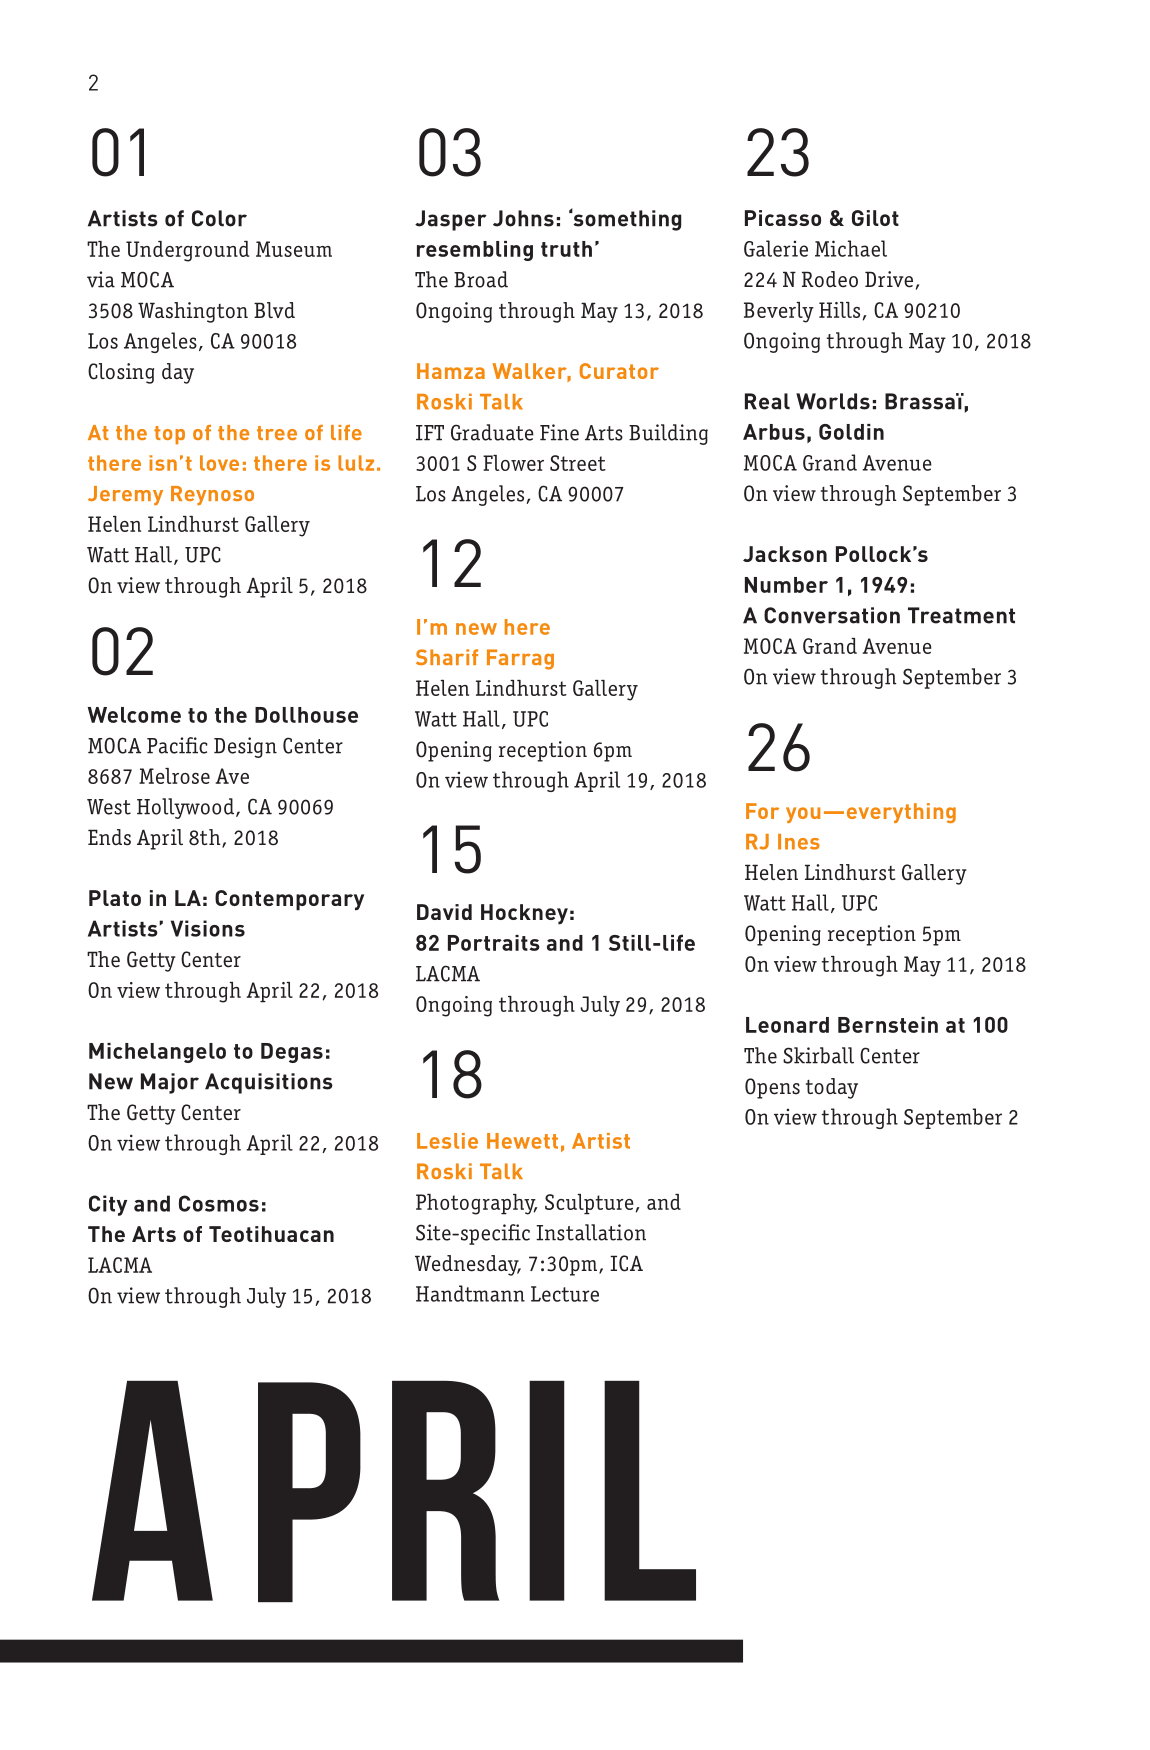 2
01
Artists of Color
The Underground Museum
via MOCA
3508 Washington Blvd
Los Angeles, CA 90018
Closing day
At the top of the tree of life
there isn’t love: there is lulz.
Jeremy Reynoso
Helen Lindhurst Gallery
Watt Hall, UPC
On view through April 5, 2018
02
Welcome to the Dollhouse
MOCA Pacific Design Center
8687 Melrose Ave
West Hollywood, CA 90069
Ends April 8th, 2018
Plato in LA: Contemporary
Artists’ Visions
The Getty Center
On view through April 22, 2018
Michelangelo to Degas:
New Major Acquisitions
The Getty Center
On view through April 22, 2018
City and Cosmos:
The Arts of Teotihuacan
LACMA
On view through July 15, 2018
03
Jasper Johns: ‘something
resembling truth’
The Broad
Ongoing through May 13, 2018
Hamza Walker, Curator
Roski Talk
IFT Graduate Fine Arts Building
3001 S Flower Street
Los Angeles, CA 90007
12
I’m new here
Sharif Farrag
Helen Lindhurst Gallery
Watt Hall, UPC
Opening reception 6pm
On view through April 19, 2018
15
David Hockney:
82 Portraits and 1 Still-life
LACMA
Ongoing through July 29, 2018
18
Leslie Hewett, Artist
Roski Talk
Photography, Sculpture, and
Site-specific Installation
Wednesday, 7:30pm, ICA
Handtmann Lecture
23
Picasso & Gilot
Galerie Michael
224 N Rodeo Drive,
Beverly Hills, CA 90210
Ongoing through May 10, 2018
Real Worlds: Brassaï,
Arbus, Goldin
MOCA Grand Avenue
On view through September 3
Jackson Pollock’s
Number 1, 1949:
A Conversation Treatment
MOCA Grand Avenue
On view through September 3
26
For you—everything
RJ Ines
Helen Lindhurst Gallery
Watt Hall, UPC
Opening reception 5pm
On view through May 11, 2018
Leonard Bernstein at 100
The Skirball Center
Opens today
On view through September 2
APRIL